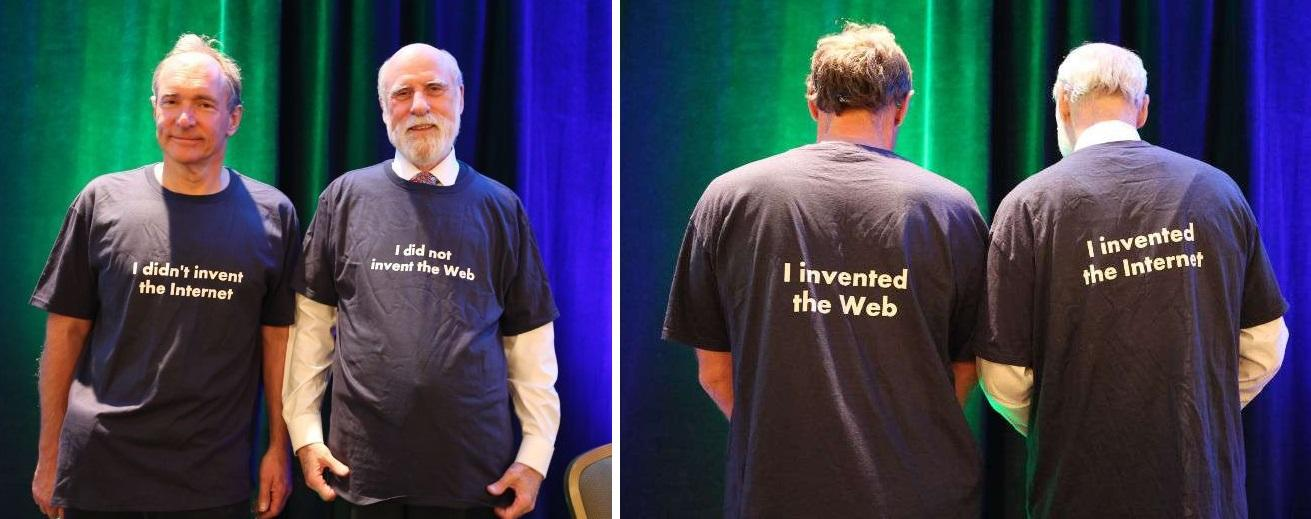 I didn't invent
the Internet
I did not
invent the Web
I invented
the Web
I invented
the Internet